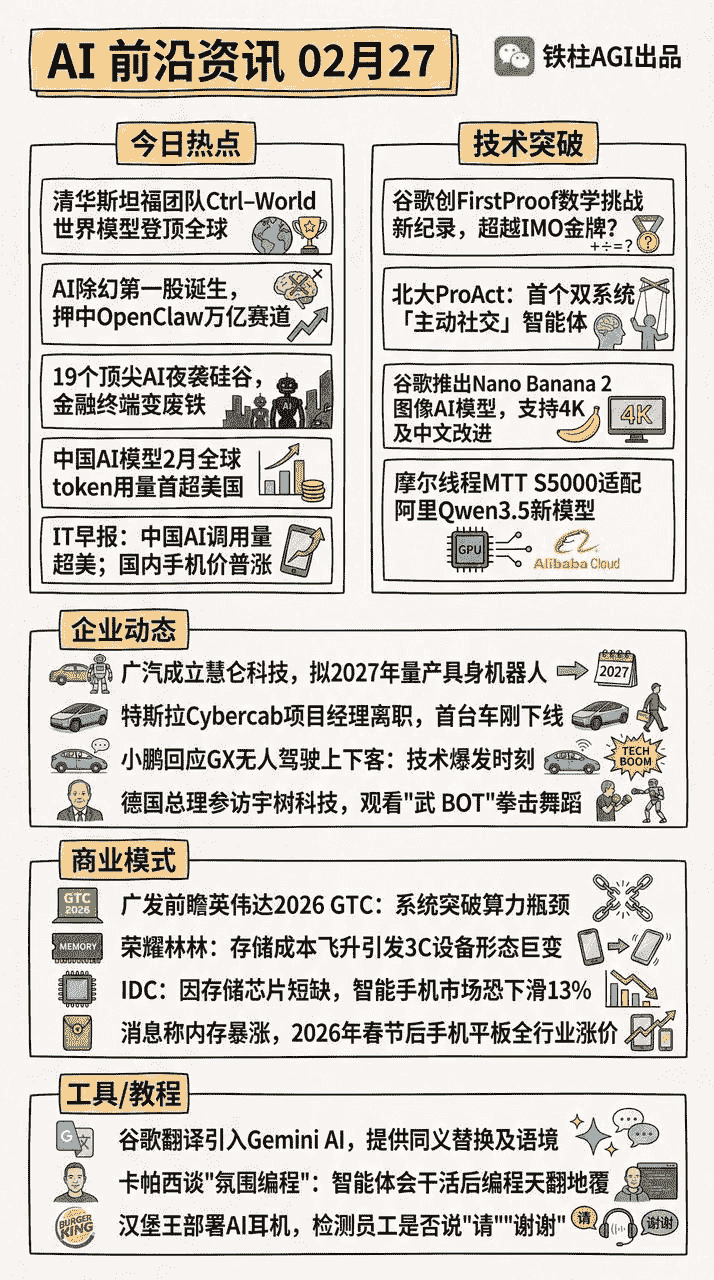 AI 前沿资讯 02月27
铁柱AGI出品
今日热点
清华斯坦福团队Ctrl–World
世界模型登顶全球
AI除幻第一股诞生，
押中OpenClaw万亿赛道
19个顶尖AI夜袭硅谷，
金融终端变废铁
中国AI模型2月全球
token用量首超美国
IT早报：中国AI调用量
超美；国内手机价普涨
技术突破
谷歌创FirstProof数学挑战
新纪录，超越IMO金牌？
+÷=?
?
北大ProAct：首个双系统
「主动社交」智能体
谷歌推出Nano Banana 2
图像AI模型，支持4K
及中文改进
4K
摩尔线程MTT S5000适配
阿里Qwen3.5新模型
GPU
Alibaba Cloud
企业动态
广汽成立慧仑科技，拟2027年量产具身机器人
2027
特斯拉Cybercab项目经理离职，首台车刚下线
小鹏回应GX无人驾驶上下客：技术爆发时刻
TECH
BOOM
德国总理参访宇树科技，观看"武 BOT"拳击舞蹈
商业模式
GTC
2026
广发前瞻英伟达2026 GTC：系统突破算力瓶颈
MEMORY
荣耀林林：存储成本飞升引发3C设备形态巨变
IDC：因存储芯片短缺，智能手机市场恐下滑13%
消息称内存暴涨，2026年春节后手机平板全行业涨价
工具/教程
G
文
谷歌翻译引入Gemini AI，提供同义替换及语境
卡帕西谈"氛围编程"：智能体会干活后编程天翻地覆
BURGER
KING
汉堡王部署AI耳机，检测员工是否说"请""谢谢"
请
谢谢